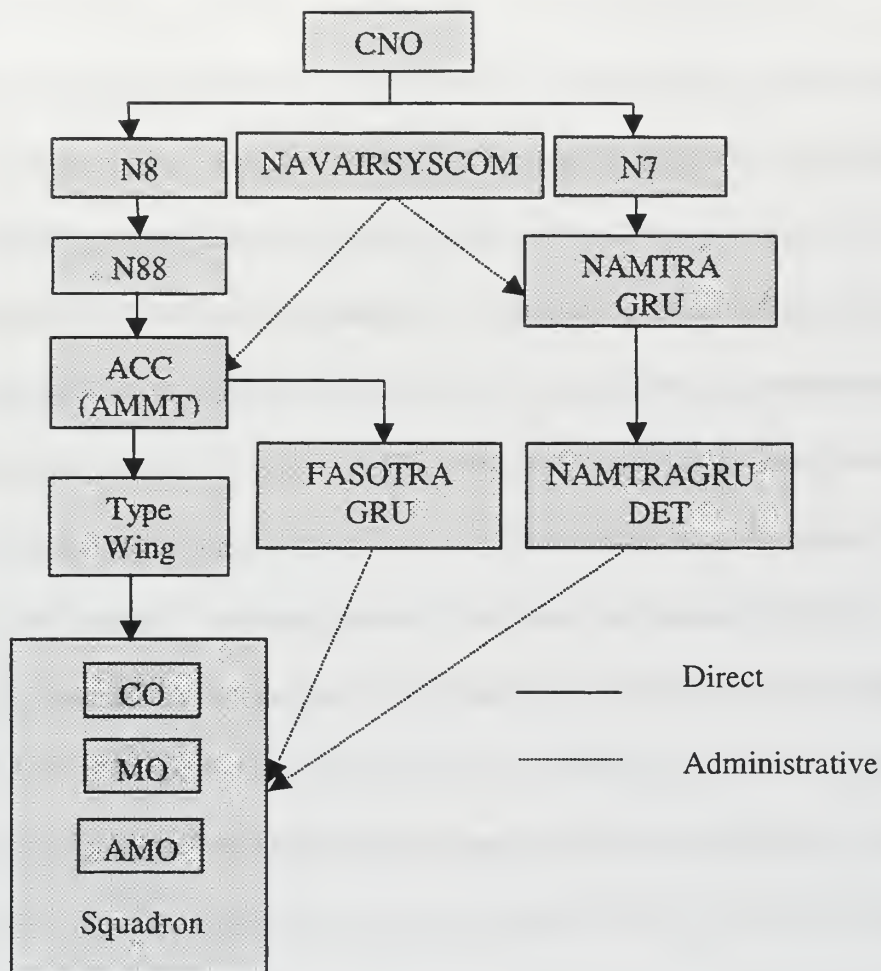 CNO
N8
NAVAIRSYSCOM
N7
N88
NAMTRA
GRU
ACC
(AMMT)
FASOTRA
GRU
NAMTRAGRU
DET
Type
Wing
CO
MO
AMO
Squadron
Direct
Administrative